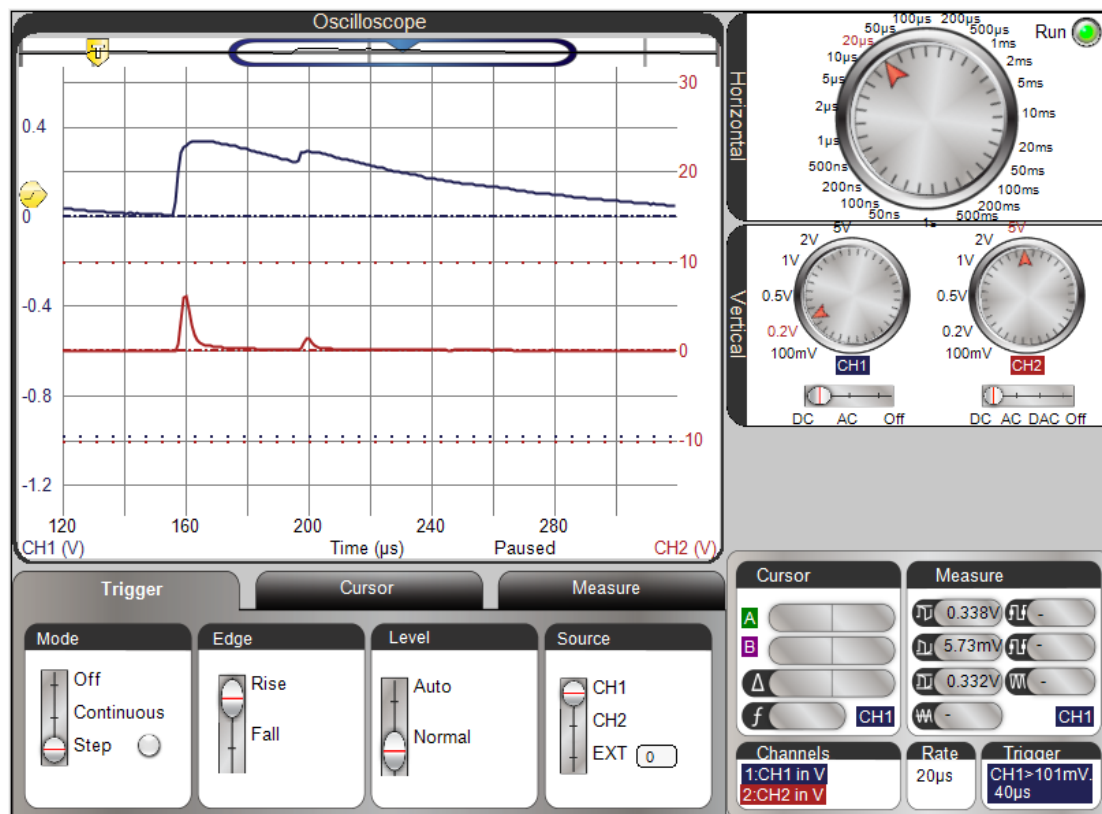 Oscilloscope
30
0.4
20
0
10
-0.4
0
-0.8
-10
-1.2
120 160 200 240 280
CH1 (V) Time (µs) Paused CH2 (V)
Horizontal
Run
50ns
100ns
200ns
500ns
1µs
2µs
5µs
10µs
20µs
50µs
100µs
200µs
500µs
1ms
2ms
5ms
10ms
20ms
50ms
100ms
200ms
500ms
1s
Vertical
5V
2V
1V
0.5V
0.2V
100mV
CH1
DC AC Off
5V
2V
1V
0.5V
0.2V
100mV
CH2
DC AC DAC Off
Trigger Cursor Measure
Mode
Off
Continuous
Step
Edge
Rise
Fall
Level
Auto
Normal
Source
CH1
CH2
EXT 0
Cursor
A
B
Δ
f CH1
Measure
0.338V -
5.73mV -
0.332V -
- CH1
Channels
1:CH1 in V
2:CH2 in V
Rate
20µs
Trigger
CH1>101mV.
40µs